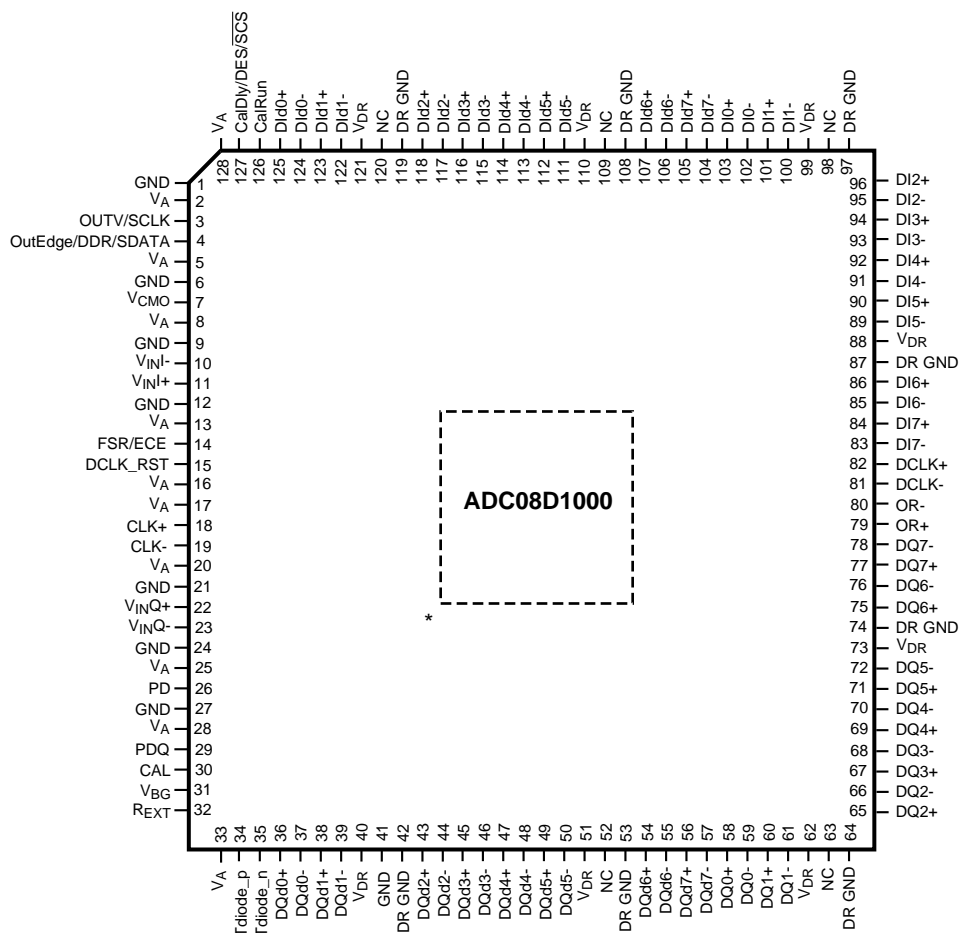 VA
CalDly/DES/SCS
CalRun
DId0+
DId0-
DId1+
DId1-
VDR
NC
DR GND
DId2+
DId2-
DId3+
DId3-
DId4+
DId4-
DId5+
DId5-
VDR
NC
DR GND
DId6+
DId6-
DId7+
DId7-
DI0+
DI0-
DI1+
DI1-
VDR
NC
DR GND
128
127
126
125
124
123
122
121
120
119
118
117
116
115
114
113
112
111
110
109
108
107
106
105
104
103
102
101
100
99
98
97
GND 1
VA 2
OUTV/SCLK 3
OutEdge/DDR/SDATA 4
VA 5
GND 6
VCMO 7
VA 8
GND 9
VINI- 10
VINI+ 11
GND 12
VA 13
FSR/ECE 14
DCLK_RST 15
VA 16
VA 17
CLK+ 18
CLK- 19
VA 20
GND 21
VINQ+ 22
VINQ- 23
GND 24
VA 25
PD 26
GND 27
VA 28
PDQ 29
CAL 30
VBG 31
REXT 32
ADC08D1000
*
96 DI2+
95 DI2-
94 DI3+
93 DI3-
92 DI4+
91 DI4-
90 DI5+
89 DI5-
88 VDR
87 DR GND
86 DI6+
85 DI6-
84 DI7+
83 DI7-
82 DCLK+
81 DCLK-
80 OR-
79 OR+
78 DQ7-
77 DQ7+
76 DQ6-
75 DQ6+
74 DR GND
73 VDR
72 DQ5-
71 DQ5+
70 DQ4-
69 DQ4+
68 DQ3-
67 DQ3+
66 DQ2-
65 DQ2+
33
34
35
36
37
38
39
40
41
42
43
44
45
46
47
48
49
50
51
52
53
54
55
56
57
58
59
60
61
62
63
64
VA
Tdiode_p
Tdiode_n
DQd0+
DQd0-
DQd1+
DQd1-
VDR
GND
DR GND
DQd2+
DQd2-
DQd3+
DQd3-
DQd4+
DQd4-
DQd5+
DQd5-
VDR
NC
DR GND
DQd6+
DQd6-
DQd7+
DQd7-
DQ0+
DQ0-
DQ1+
DQ1-
VDR
NC
DR GND